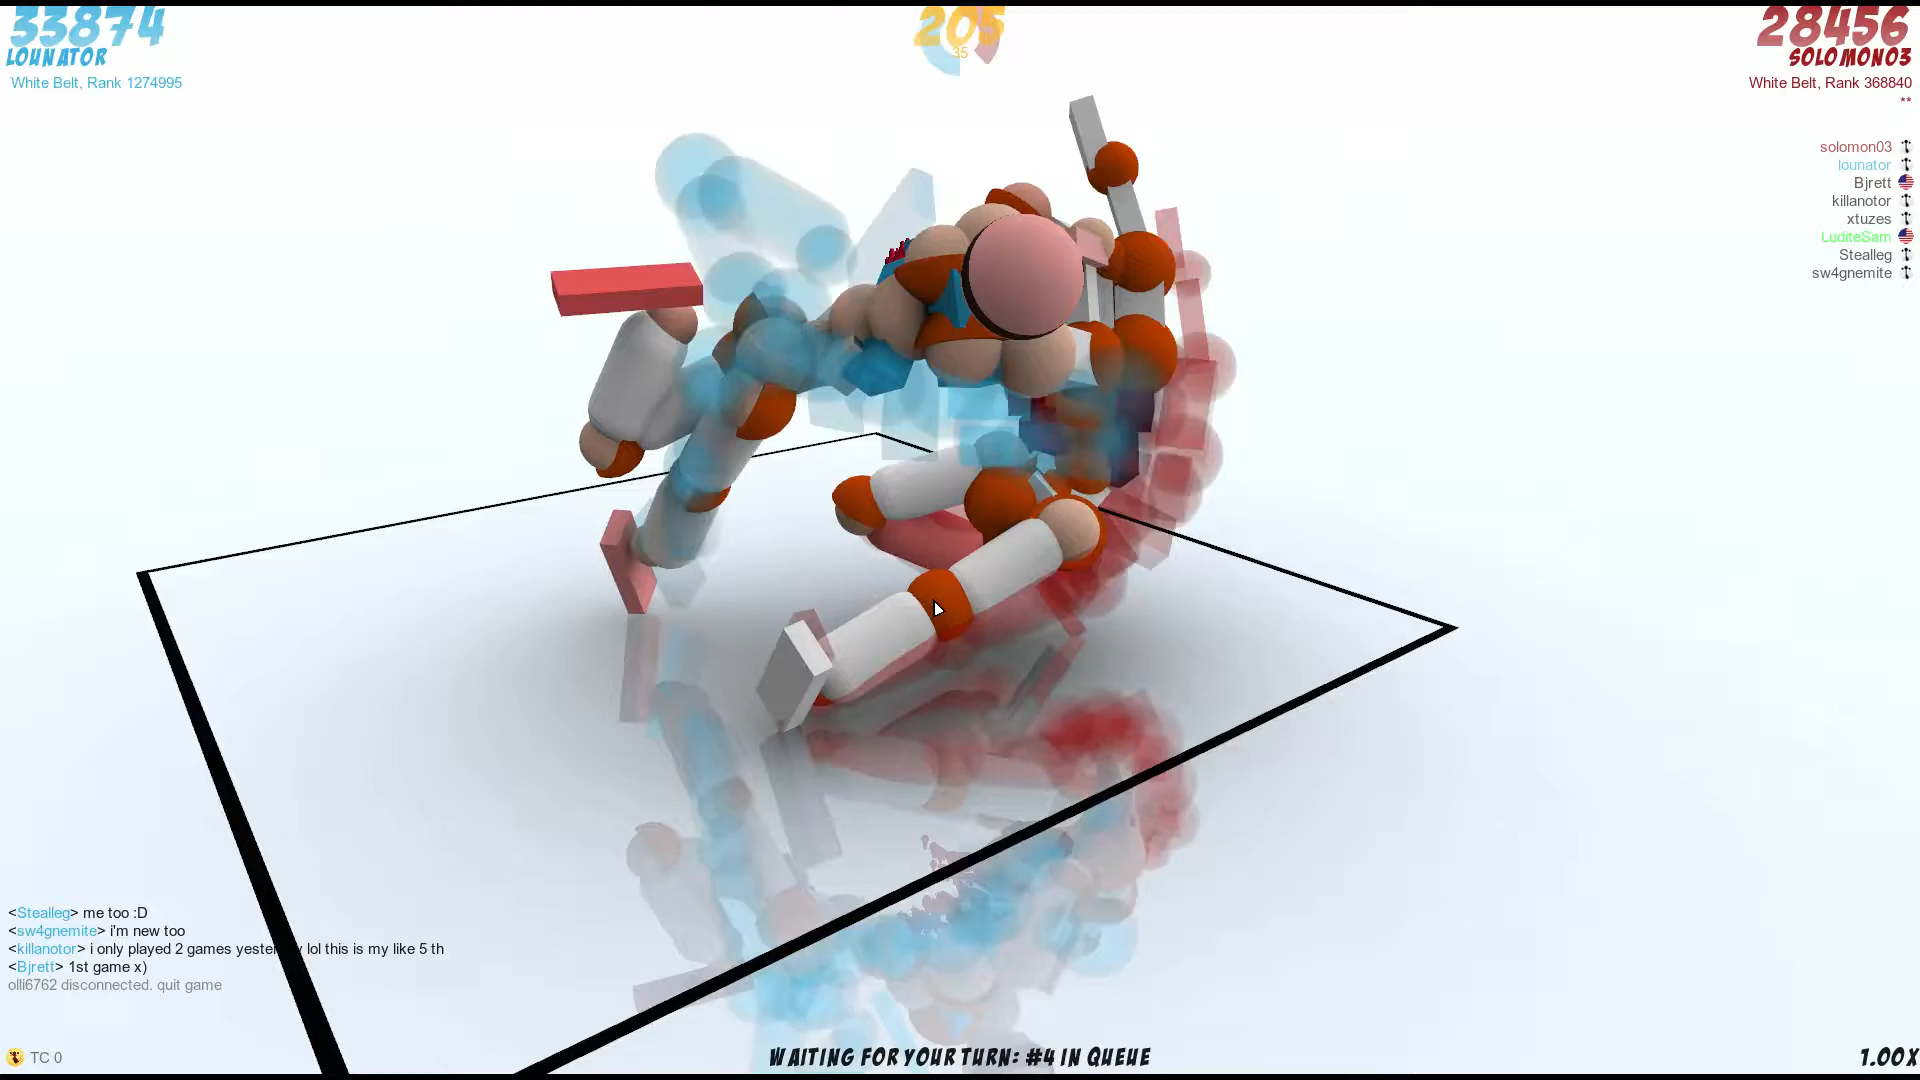 33874
LOUNATOR
White Belt, Rank 1274995
205
35
28456
SOLOMON03
White Belt, Rank 368840
**
solomon03
lounator
Bjrett
killanotor
xtuzes
LuditeSam
Stealleg
sw4gnemite
<Stealleg> me too :D
<sw4gnemite> i'm new too
<killanotor> i only played 2 games yesterday lol this is my like 5 th
<Bjrett> 1st game x)
olli6762 disconnected. quit game
TC 0
WAITING FOR YOUR TURN: #4 IN QUEUE
1.00X